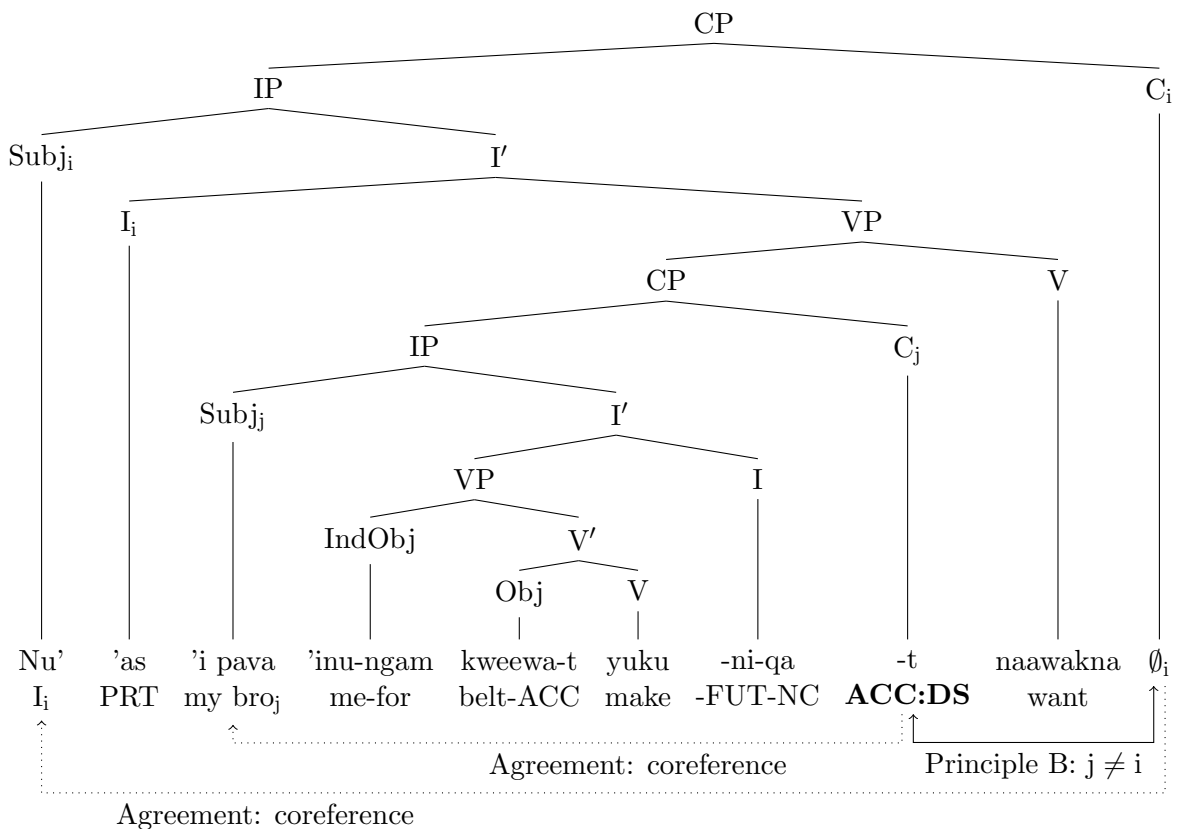 CP
IP Cᵢ
Subjᵢ I′
Iᵢ VP
CP V
IP Cⱼ
Subjⱼ I′
VP I
IndObj V′
Obj V
Nu' 'as 'i pava 'inu-ngam kweewa-t yuku -ni-qa -t naawakna ∅ᵢ
Iᵢ PRT my broⱼ me-for belt-ACC make -FUT-NC ACC:DS want
Agreement: coreference Principle B: j ≠ i
Agreement: coreference